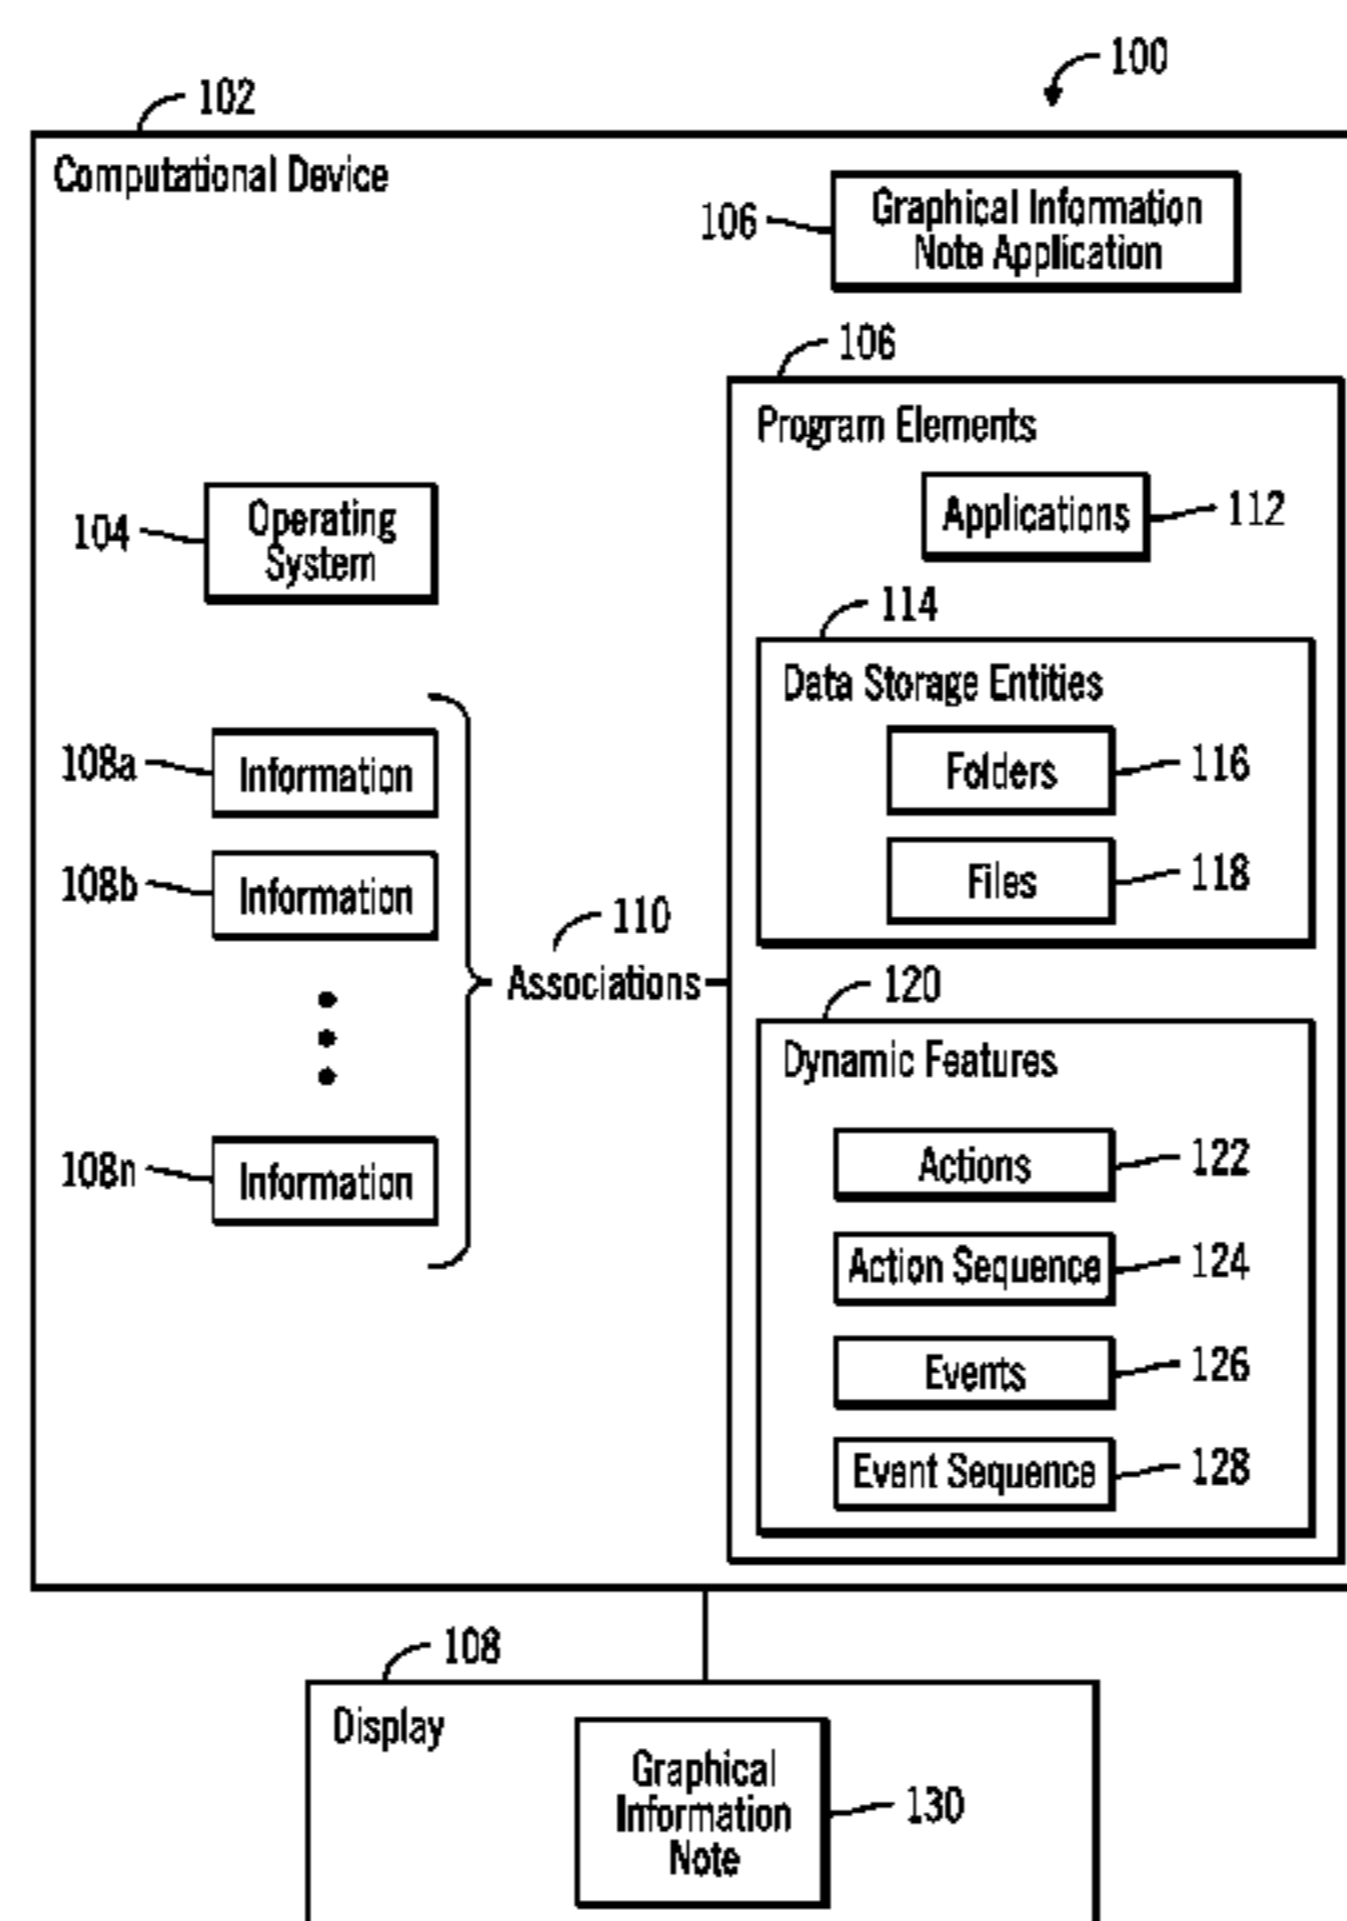 100
102
Computational Device
106
Graphical Information
Note Application
106
Program Elements
Applications
112
104
Operating
System
114
Data Storage Entities
Folders
116
Files
118
108a
Information
108b
Information
108n
Information
110
Associations
120
Dynamic Features
Actions
122
Action Sequence
124
Events
126
Event Sequence
128
108
Display
Graphical
Information
Note
130